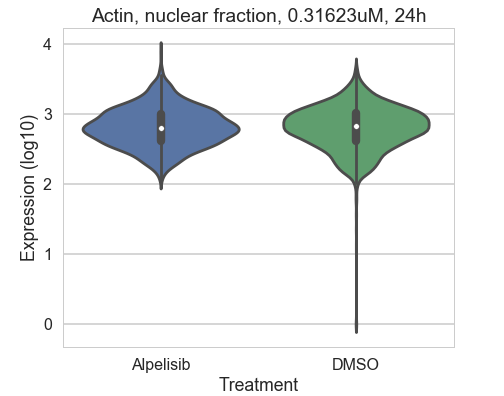 Actin, nuclear fraction, 0.31623uM, 24h
Expression (log10)
4
3
2
1
0
Alpelisib
DMSO
Treatment